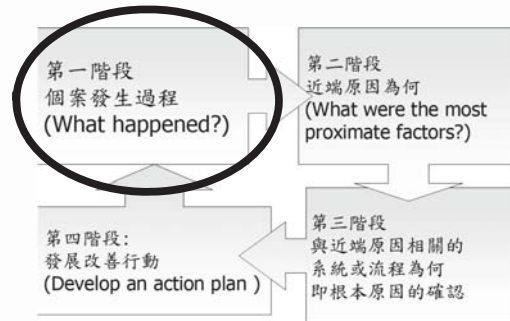 第一階段
個案發生過程
(What happened?)
第二階段
近端原因為何
(What were the most
proximate factors?)
第三階段
與近端原因相關的
系統或流程為何
即根本原因的確認
第四階段:
發展改善行動
(Develop an action plan )